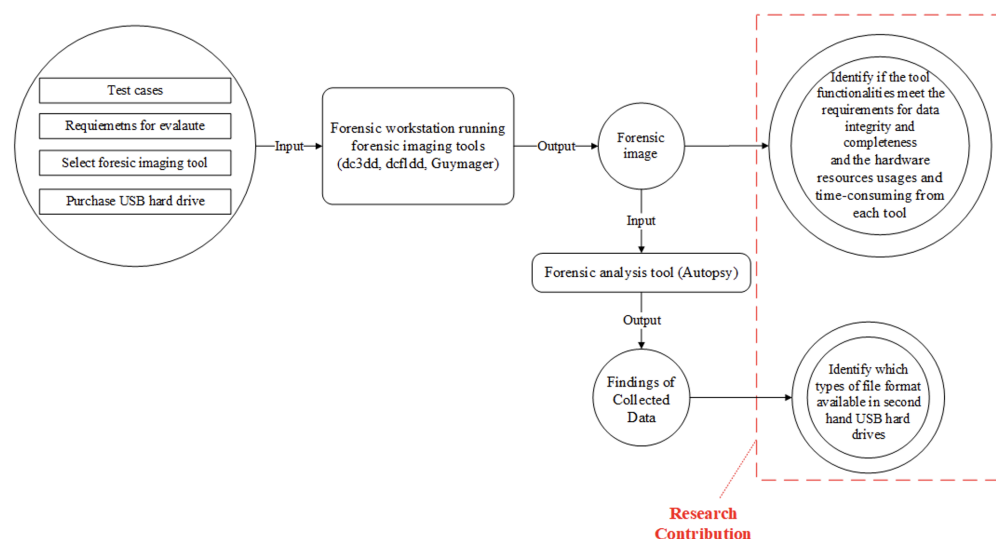 Test cases
Requiemetns for evalaute
Select foresic imaging tool
Purchase USB hard drive
Input
Forensic workstation running
forensic imaging tools
(dc3dd, dcfldd, Guymager)
Output
Forensic
image
Identify if the tool
functionalities meet the
requirements for data
integrity and
completeness
and the hardware
resources usages and
time-consuming from
each tool
Input
Forensic analysis tool (Autopsy)
Output
Findings of
Collected
Data
Identify which
types of file format
available in second
hand USB hard
drives
Research
Contribution